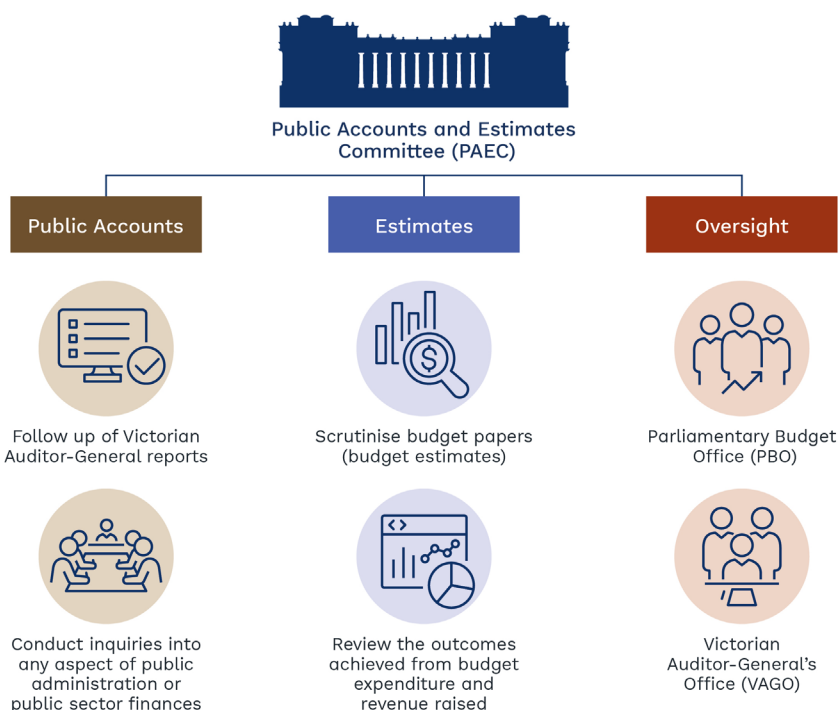 Public Accounts and Estimates
Committee (PAEC)
Public Accounts
Estimates
Oversight
Follow up of Victorian
Auditor-General reports
Scrutinise budget papers
(budget estimates)
Parliamentary Budget
Office (PBO)
Conduct inquiries into
any aspect of public
administration or
public sector finances
Review the outcomes
achieved from budget
expenditure and
revenue raised
Victorian
Auditor-General’s
Office (VAGO)